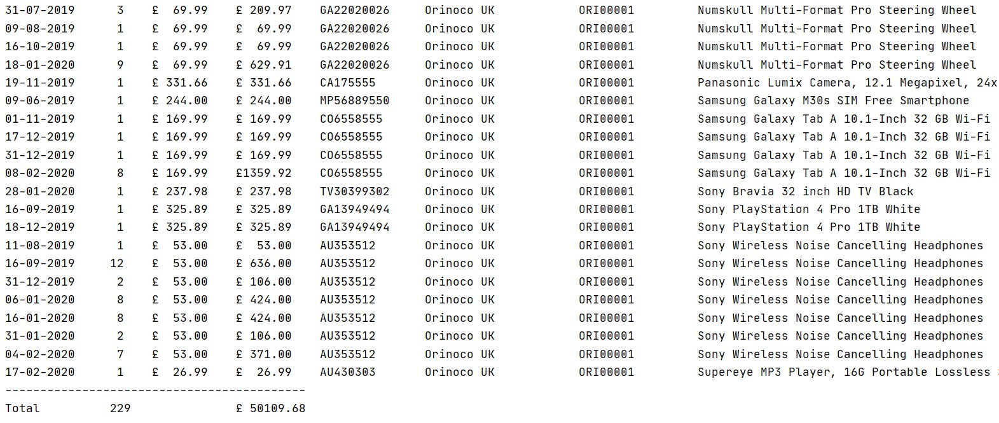 31-07-2019 3 £ 69.99 £ 209.97 GA22020026 Orinoco UK ORI00001 Numskull Multi-Format Pro Steering Wheel
09-08-2019 1 £ 69.99 £ 69.99 GA22020026 Orinoco UK ORI00001 Numskull Multi-Format Pro Steering Wheel
16-10-2019 1 £ 69.99 £ 69.99 GA22020026 Orinoco UK ORI00001 Numskull Multi-Format Pro Steering Wheel
18-01-2020 9 £ 69.99 £ 629.91 GA22020026 Orinoco UK ORI00001 Numskull Multi-Format Pro Steering Wheel
19-11-2019 1 £ 331.66 £ 331.66 CA175555 Orinoco UK ORI00001 Panasonic Lumix Camera, 12.1 Megapixel, 24x
09-06-2019 1 £ 244.00 £ 244.00 MP56889550 Orinoco UK ORI00001 Samsung Galaxy M30s SIM Free Smartphone
01-11-2019 1 £ 169.99 £ 169.99 CO6558555 Orinoco UK ORI00001 Samsung Galaxy Tab A 10.1-Inch 32 GB Wi-Fi
17-12-2019 1 £ 169.99 £ 169.99 CO6558555 Orinoco UK ORI00001 Samsung Galaxy Tab A 10.1-Inch 32 GB Wi-Fi
31-12-2019 1 £ 169.99 £ 169.99 CO6558555 Orinoco UK ORI00001 Samsung Galaxy Tab A 10.1-Inch 32 GB Wi-Fi
08-02-2020 8 £ 169.99 £1359.92 CO6558555 Orinoco UK ORI00001 Samsung Galaxy Tab A 10.1-Inch 32 GB Wi-Fi
28-01-2020 1 £ 237.98 £ 237.98 TV30399302 Orinoco UK ORI00001 Sony Bravia 32 inch HD TV Black
16-09-2019 1 £ 325.89 £ 325.89 GA13949494 Orinoco UK ORI00001 Sony PlayStation 4 Pro 1TB White
18-12-2019 1 £ 325.89 £ 325.89 GA13949494 Orinoco UK ORI00001 Sony PlayStation 4 Pro 1TB White
11-08-2019 1 £ 53.00 £ 53.00 AU353512 Orinoco UK ORI00001 Sony Wireless Noise Cancelling Headphones
16-09-2019 12 £ 53.00 £ 636.00 AU353512 Orinoco UK ORI00001 Sony Wireless Noise Cancelling Headphones
31-12-2019 2 £ 53.00 £ 106.00 AU353512 Orinoco UK ORI00001 Sony Wireless Noise Cancelling Headphones
06-01-2020 8 £ 53.00 £ 424.00 AU353512 Orinoco UK ORI00001 Sony Wireless Noise Cancelling Headphones
16-01-2020 8 £ 53.00 £ 424.00 AU353512 Orinoco UK ORI00001 Sony Wireless Noise Cancelling Headphones
31-01-2020 2 £ 53.00 £ 106.00 AU353512 Orinoco UK ORI00001 Sony Wireless Noise Cancelling Headphones
04-02-2020 7 £ 53.00 £ 371.00 AU353512 Orinoco UK ORI00001 Sony Wireless Noise Cancelling Headphones
17-02-2020 1 £ 26.99 £ 26.99 AU430303 Orinoco UK ORI00001 Supereye MP3 Player, 16G Portable Lossless
-------------------------------------------
Total 229 £ 50109.68